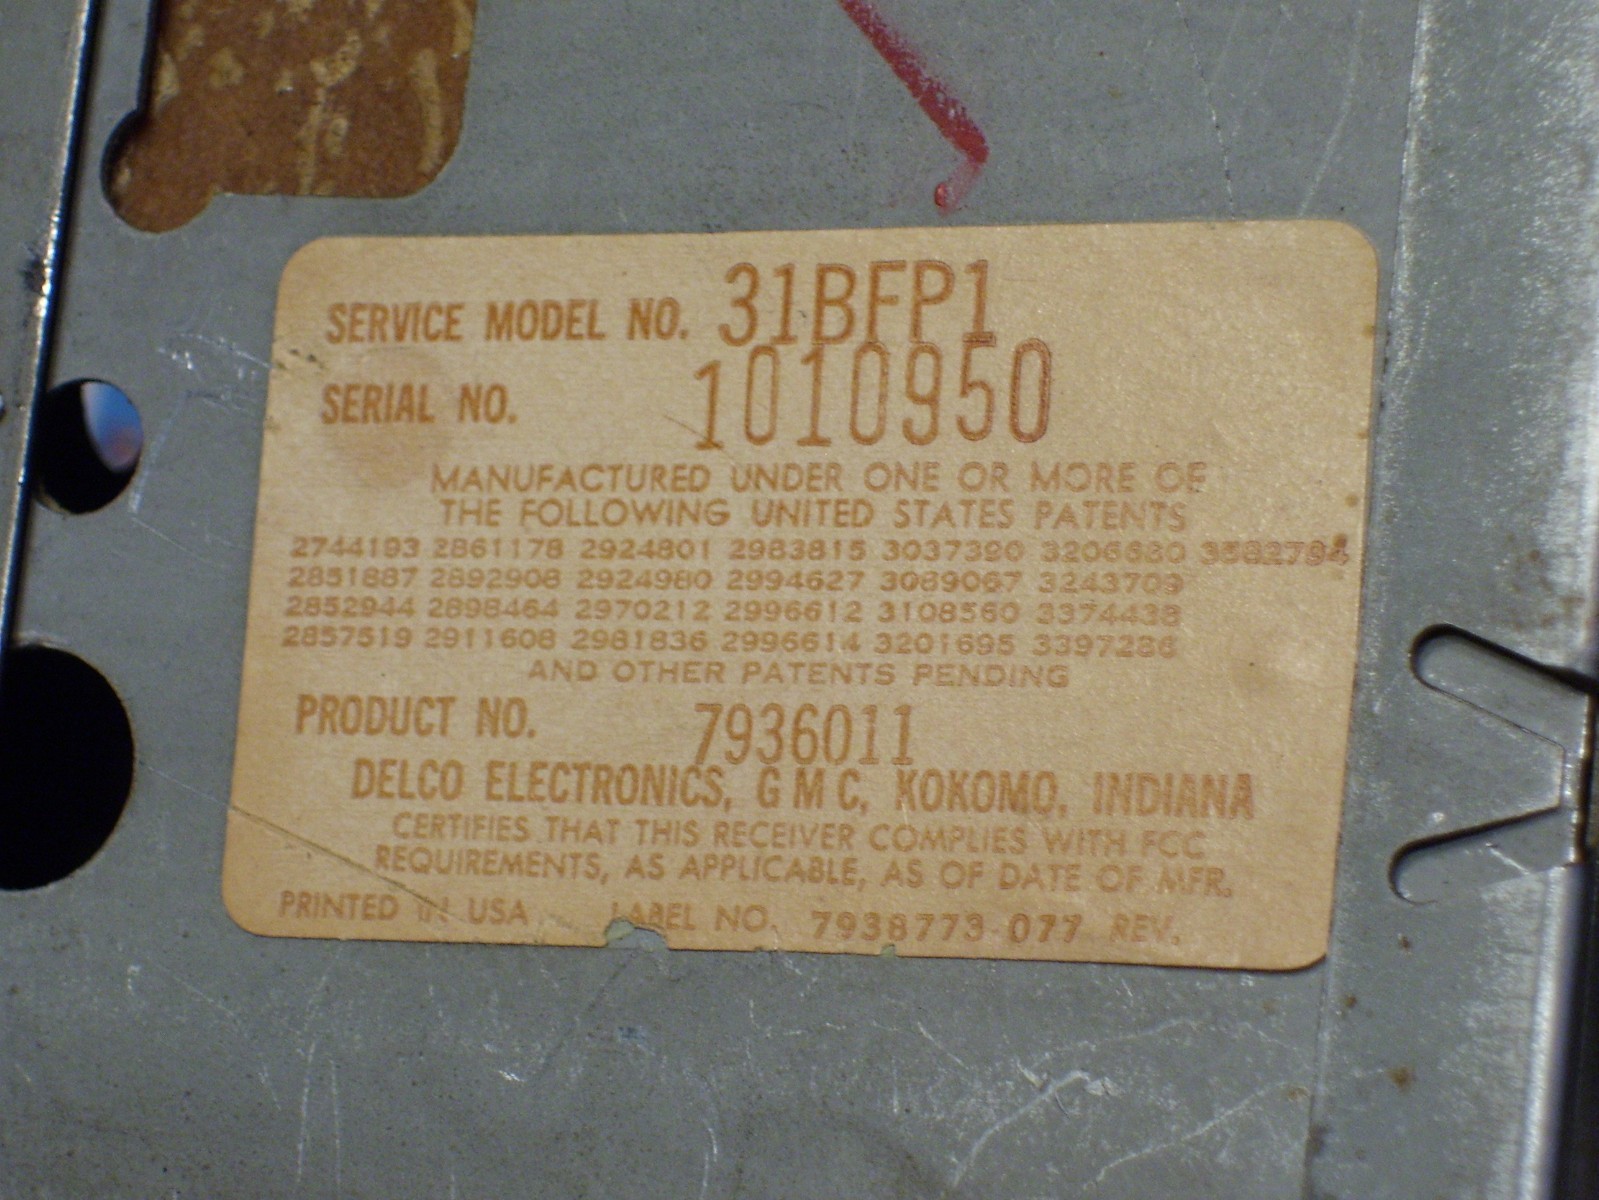 SERVICE MODEL NO. 31BFP1
SERIAL NO. 1010950
MANUFACTURED UNDER ONE OR MORE OF
THE FOLLOWING UNITED STATES PATENTS
2744193 2861178 2924801 2983815 3037390 3206680 3582794
2851887 2892908 2924980 2994627 3089067 3243709
2852944 2898464 2970212 2996612 3108560 3374438
2857519 2911608 2981836 2996614 3201695 3397286
AND OTHER PATENTS PENDING
PRODUCT NO. 7936011
DELCO ELECTRONICS, G M C, KOKOMO, INDIANA
CERTIFIES THAT THIS RECEIVER COMPLIES WITH FCC
REQUIREMENTS, AS APPLICABLE, AS OF DATE OF MFR.
PRINTED IN USA LABEL NO. 7938773-077 REV.